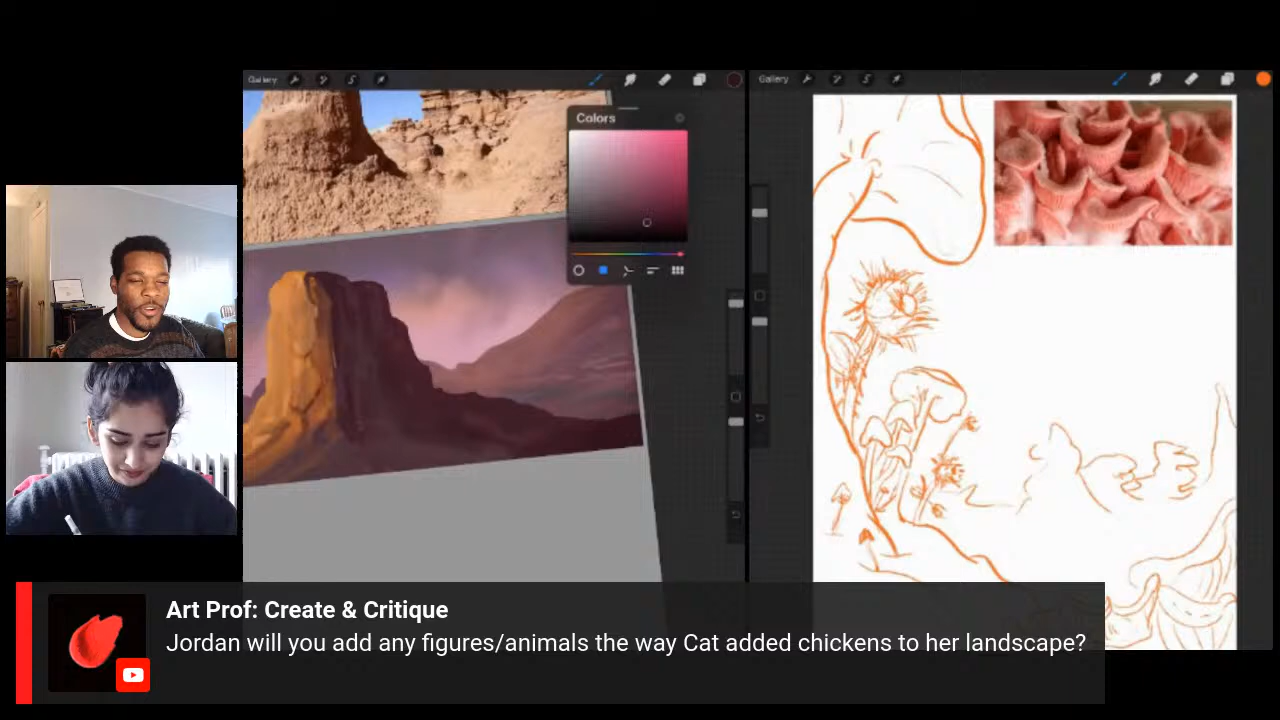 Gallery
Colors
Gallery
Art Prof: Create & Critique
Jordan will you add any figures/animals the way Cat added chickens to her landscape?